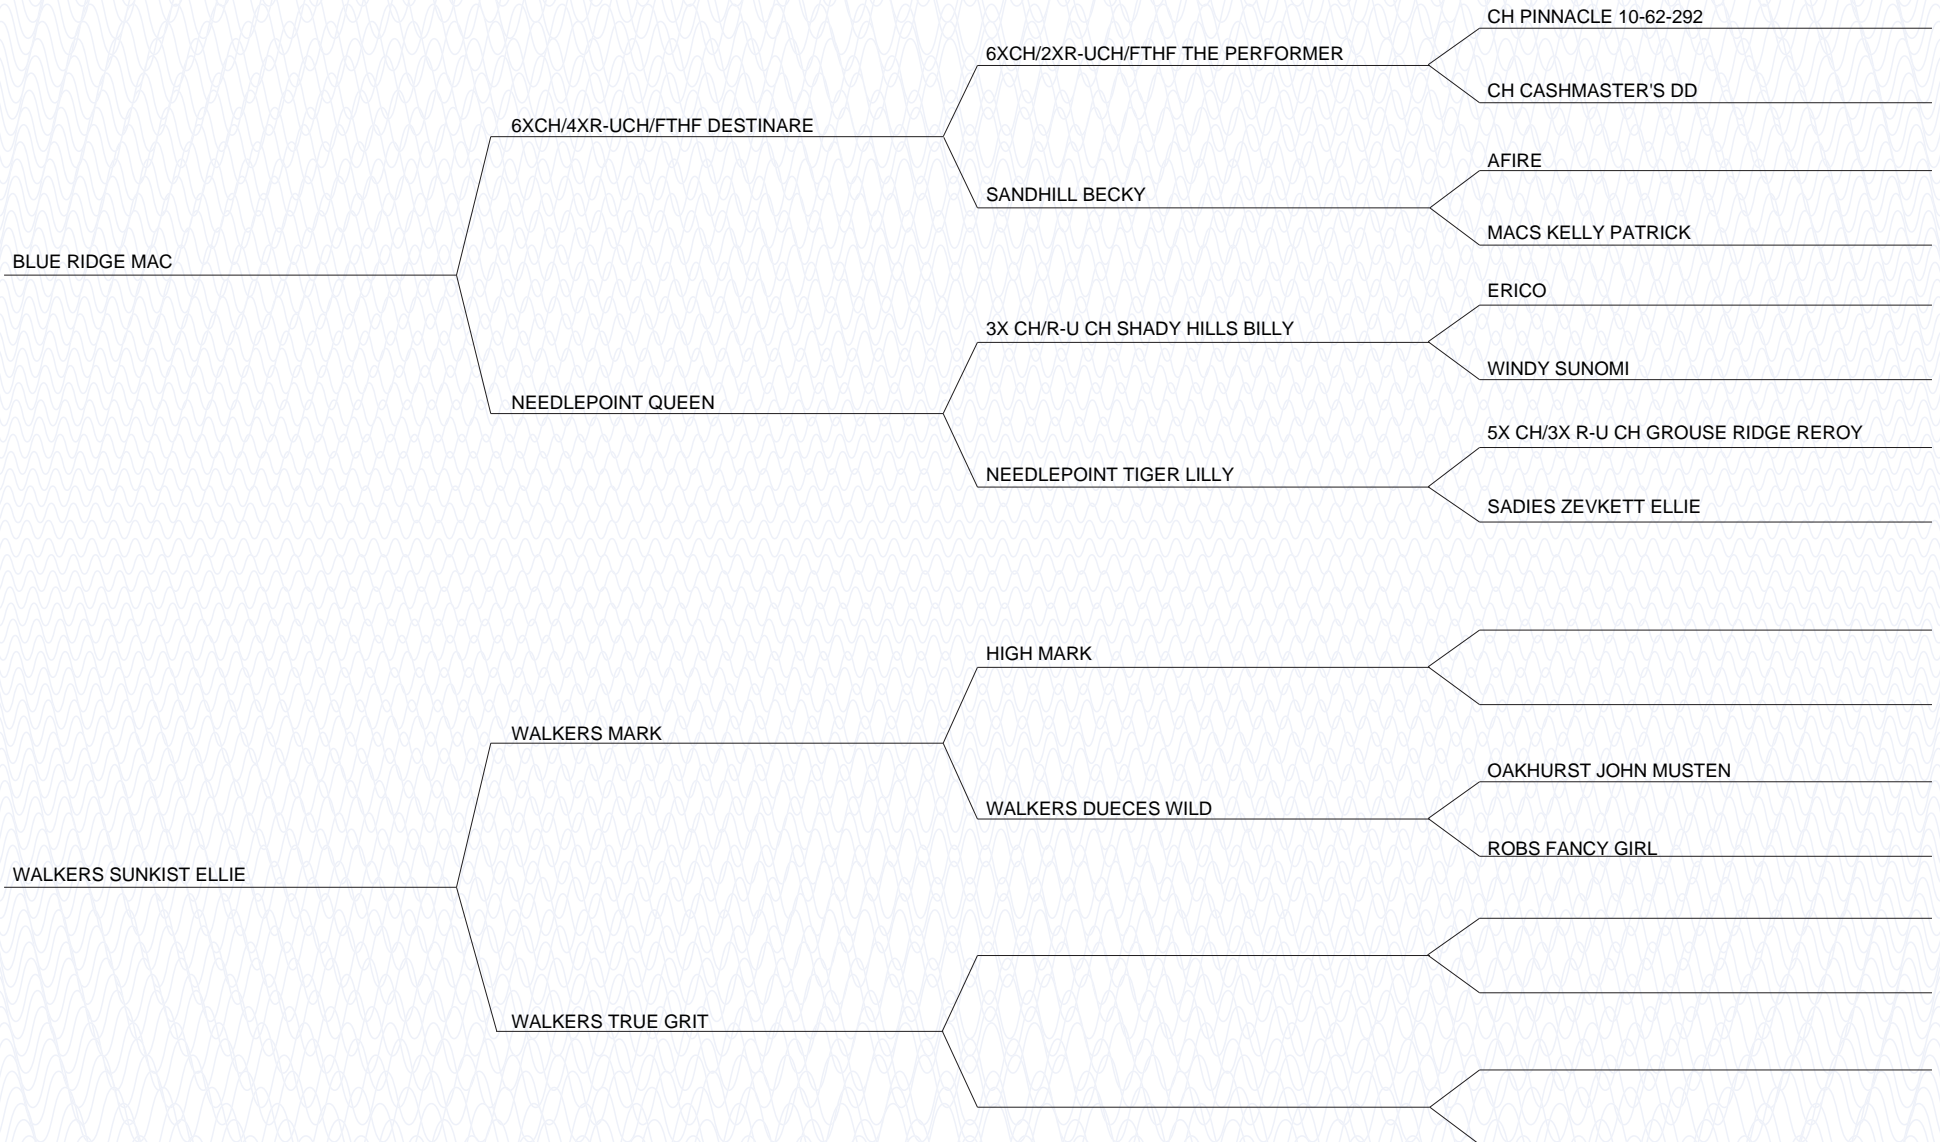 CH PINNACLE 10-62-292
6XCH/2XR-UCH/FTHF THE PERFORMER
CH CASHMASTER'S DD
6XCH/4XR-UCH/FTHF DESTINARE
AFIRE
SANDHILL BECKY
MACS KELLY PATRICK
BLUE RIDGE MAC
ERICO
3X CH/R-U CH SHADY HILLS BILLY
WINDY SUNOMI
NEEDLEPOINT QUEEN
5X CH/3X R-U CH GROUSE RIDGE REROY
NEEDLEPOINT TIGER LILLY
SADIES ZEVKETT ELLIE
HIGH MARK
WALKERS MARK
OAKHURST JOHN MUSTEN
WALKERS DUECES WILD
ROBS FANCY GIRL
WALKERS SUNKIST ELLIE
WALKERS TRUE GRIT